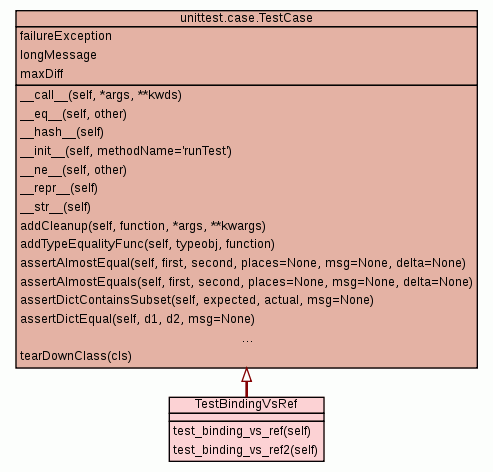 unittest.case.TestCase
failureException
longMessage
maxDiff
__call__(self, *args, **kwds)
__eq__(self, other)
__hash__(self)
__init__(self, methodName='runTest')
__ne__(self, other)
__repr__(self)
__str__(self)
addCleanup(self, function, *args, **kwargs)
addTypeEqualityFunc(self, typeobj, function)
assertAlmostEqual(self, first, second, places=None, msg=None, delta=None)
assertAlmostEquals(self, first, second, places=None, msg=None, delta=None)
assertDictContainsSubset(self, expected, actual, msg=None)
assertDictEqual(self, d1, d2, msg=None)
...
tearDownClass(cls)
TestBindingVsRef
test_binding_vs_ref(self)
test_binding_vs_ref2(self)